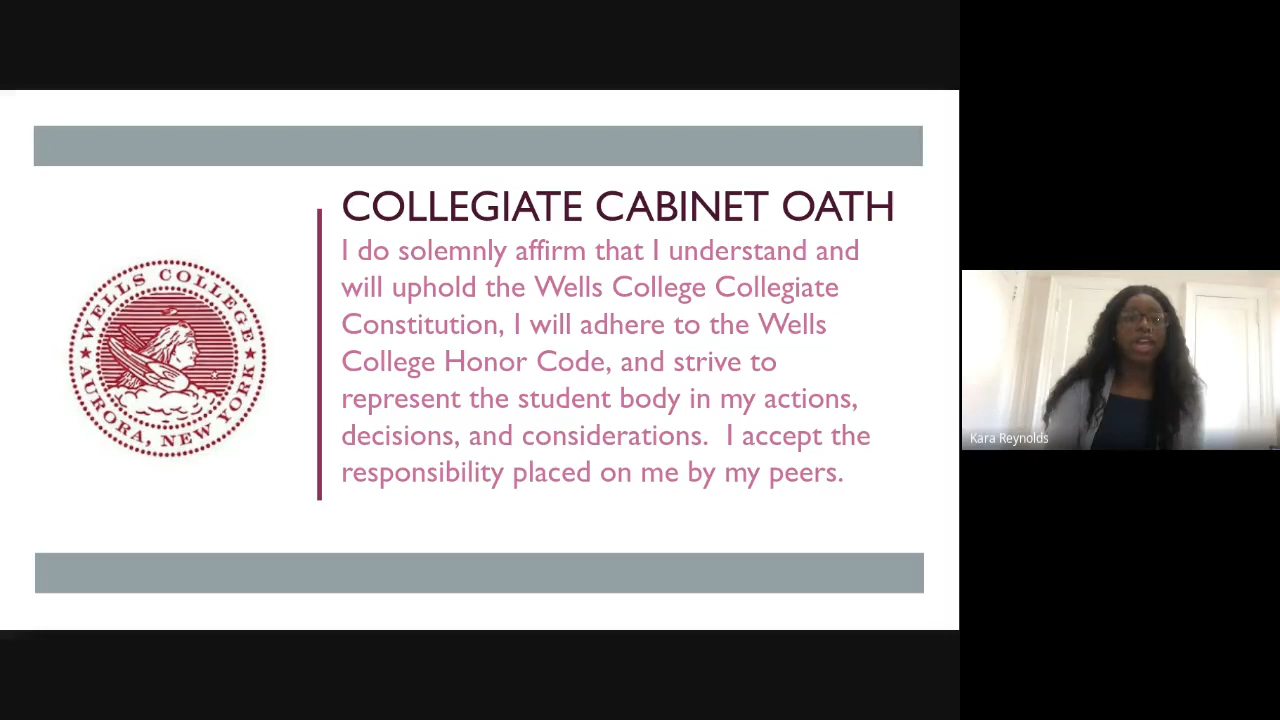 COLLEGIATE CABINET OATH
I do solemnly affirm that I understand and
will uphold the Wells College Collegiate
Constitution, I will adhere to the Wells
College Honor Code, and strive to
represent the student body in my actions,
decisions, and considerations.  I accept the
responsibility placed on me by my peers.
WELLS COLLEGE
AURORA, NEW YORK
Kara Reynolds